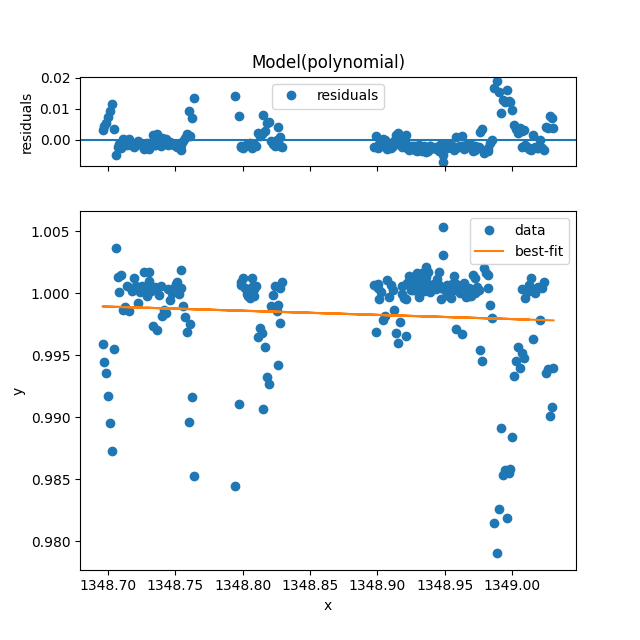 Model(polynomial)
residuals
0.02
0.01
0.00
residuals
y
1.005
1.000
0.995
0.990
0.985
0.980
data
best-fit
1348.70 1348.75 1348.80 1348.85 1348.90 1348.95 1349.00
x